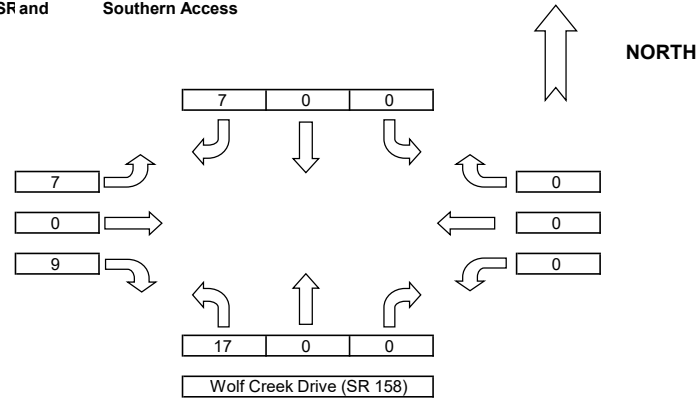 SR and Southern Access
NORTH
7 0 0
7 0
0 0
9 0
17 0 0
Wolf Creek Drive (SR 158)